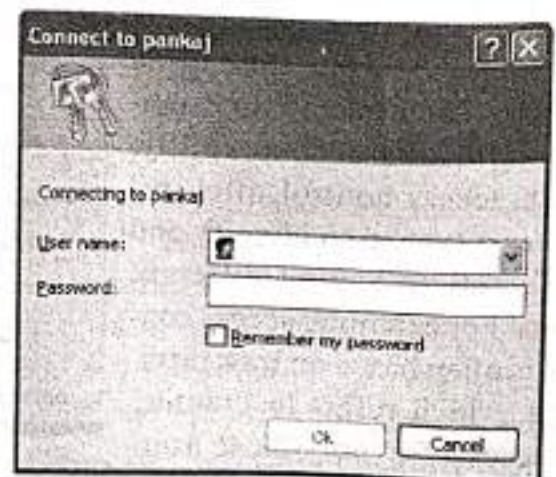 Connect to pankaj
Connecting to pankaj
User name:
Password:
Remember my password
Ok
Cancel